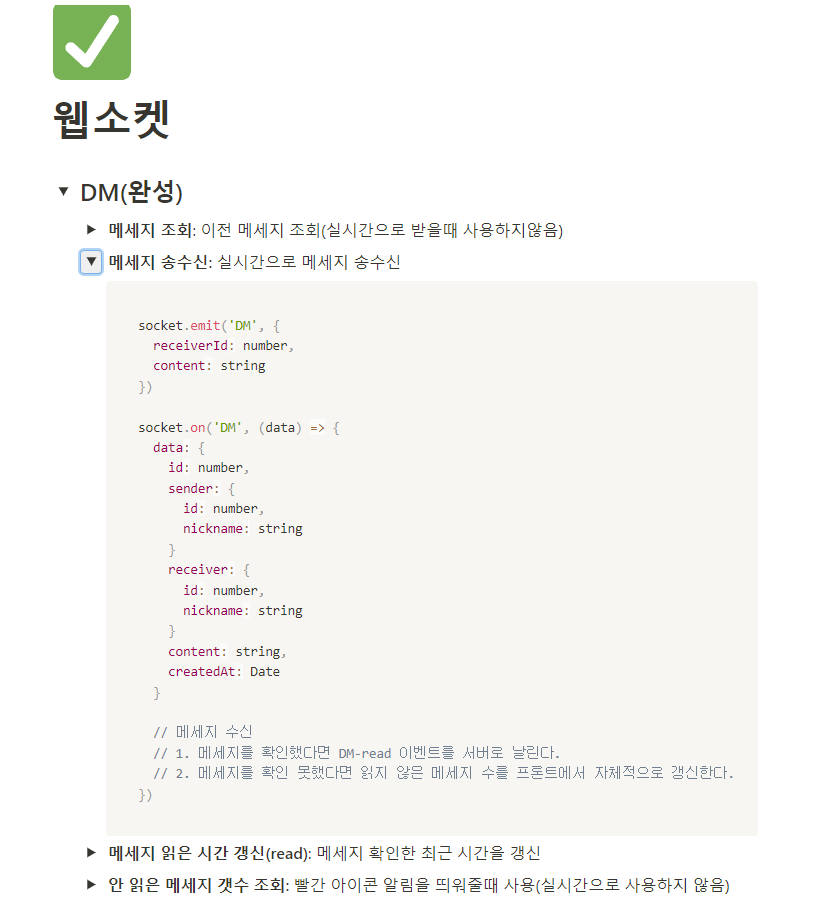 웹소켓
DM(완성)
메세지 조회: 이전 메세지 조회(실시간으로 받을때 사용하지않음)
메세지 송수신: 실시간으로 메세지 송수신
socket.emit('DM', {
  receiverId: number,
  content: string
})
socket.on('DM', (data) => {
  data: {
    id: number,
    sender: {
      id: number,
      nickname: string
    }
    receiver: {
      id: number,
      nickname: string
    }
    content: string,
    createdAt: Date
  }
  // 메세지 수신
  // 1. 메세지를 확인했다면 DM-read 이벤트를 서버로 날린다.
  // 2. 메세지를 확인 못했다면 읽지 않은 메세지 수를 프론트에서 자체적으로 갱신한다.
})
메세지 읽은 시간 갱신(read): 메세지 확인한 최근 시간을 갱신
안 읽은 메세지 갯수 조회: 빨간 아이콘 알림을 띄워줄때 사용(실시간으로 사용하지 않음)